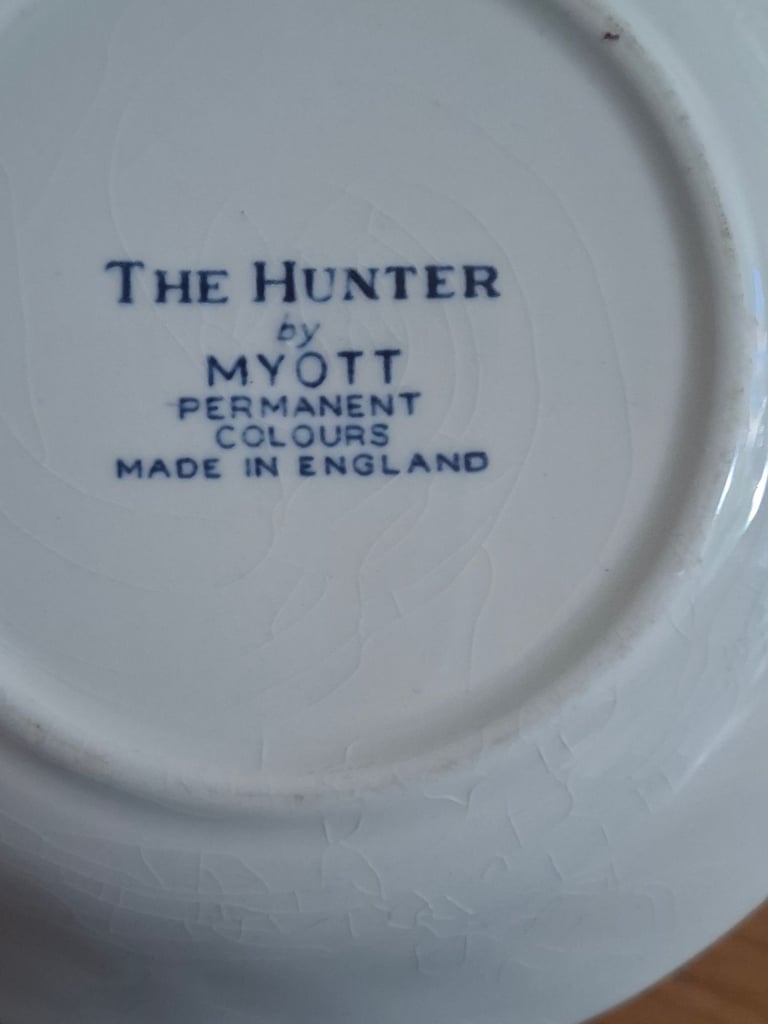 THE HUNTER
by
MYOTT
PERMANENT
COLOURS
MADE IN ENGLAND